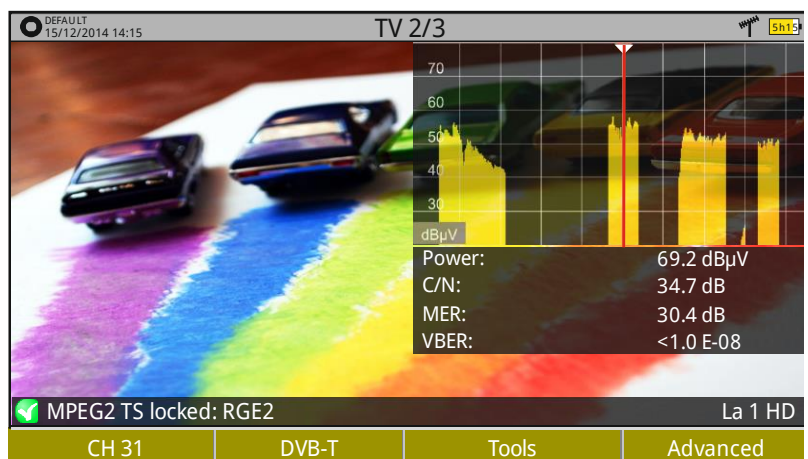 DEFAULT
15/12/2014 14:15
TV 2/3
5h15
70
60
50
40
30
dBµV
Power: 69.2 dBµV
C/N: 34.7 dB
MER: 30.4 dB
VBER: <1.0 E-08
MPEG2 TS locked: RGE2 La 1 HD
CH 31 DVB-T Tools Advanced